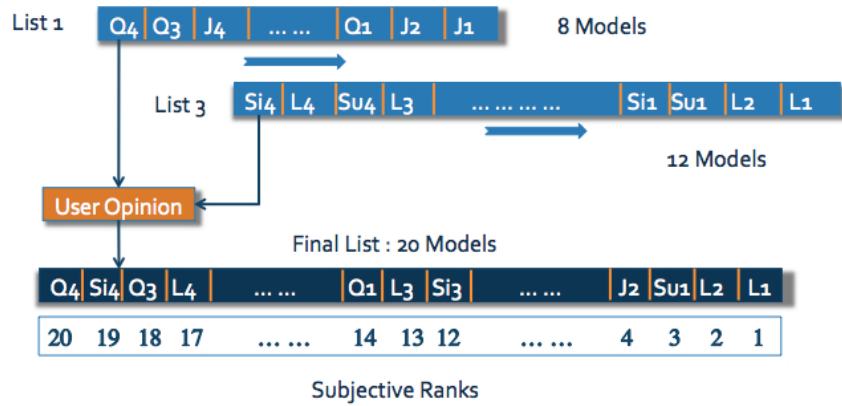 List 1 Q4 Q3 J4 ... ... Q1 J2 J1 8 Models
List 3 Si4 L4 Su4 L3 ... ... ... ... Si1 Su1 L2 L1
12 Models
User Opinion
Final List : 20 Models
Q4 Si4 Q3 L4 ... ... Q1 L3 Si3 ... ... J2 Su1 L2 L1
20 19 18 17 ... ... 14 13 12 ... ... 4 3 2 1
Subjective Ranks